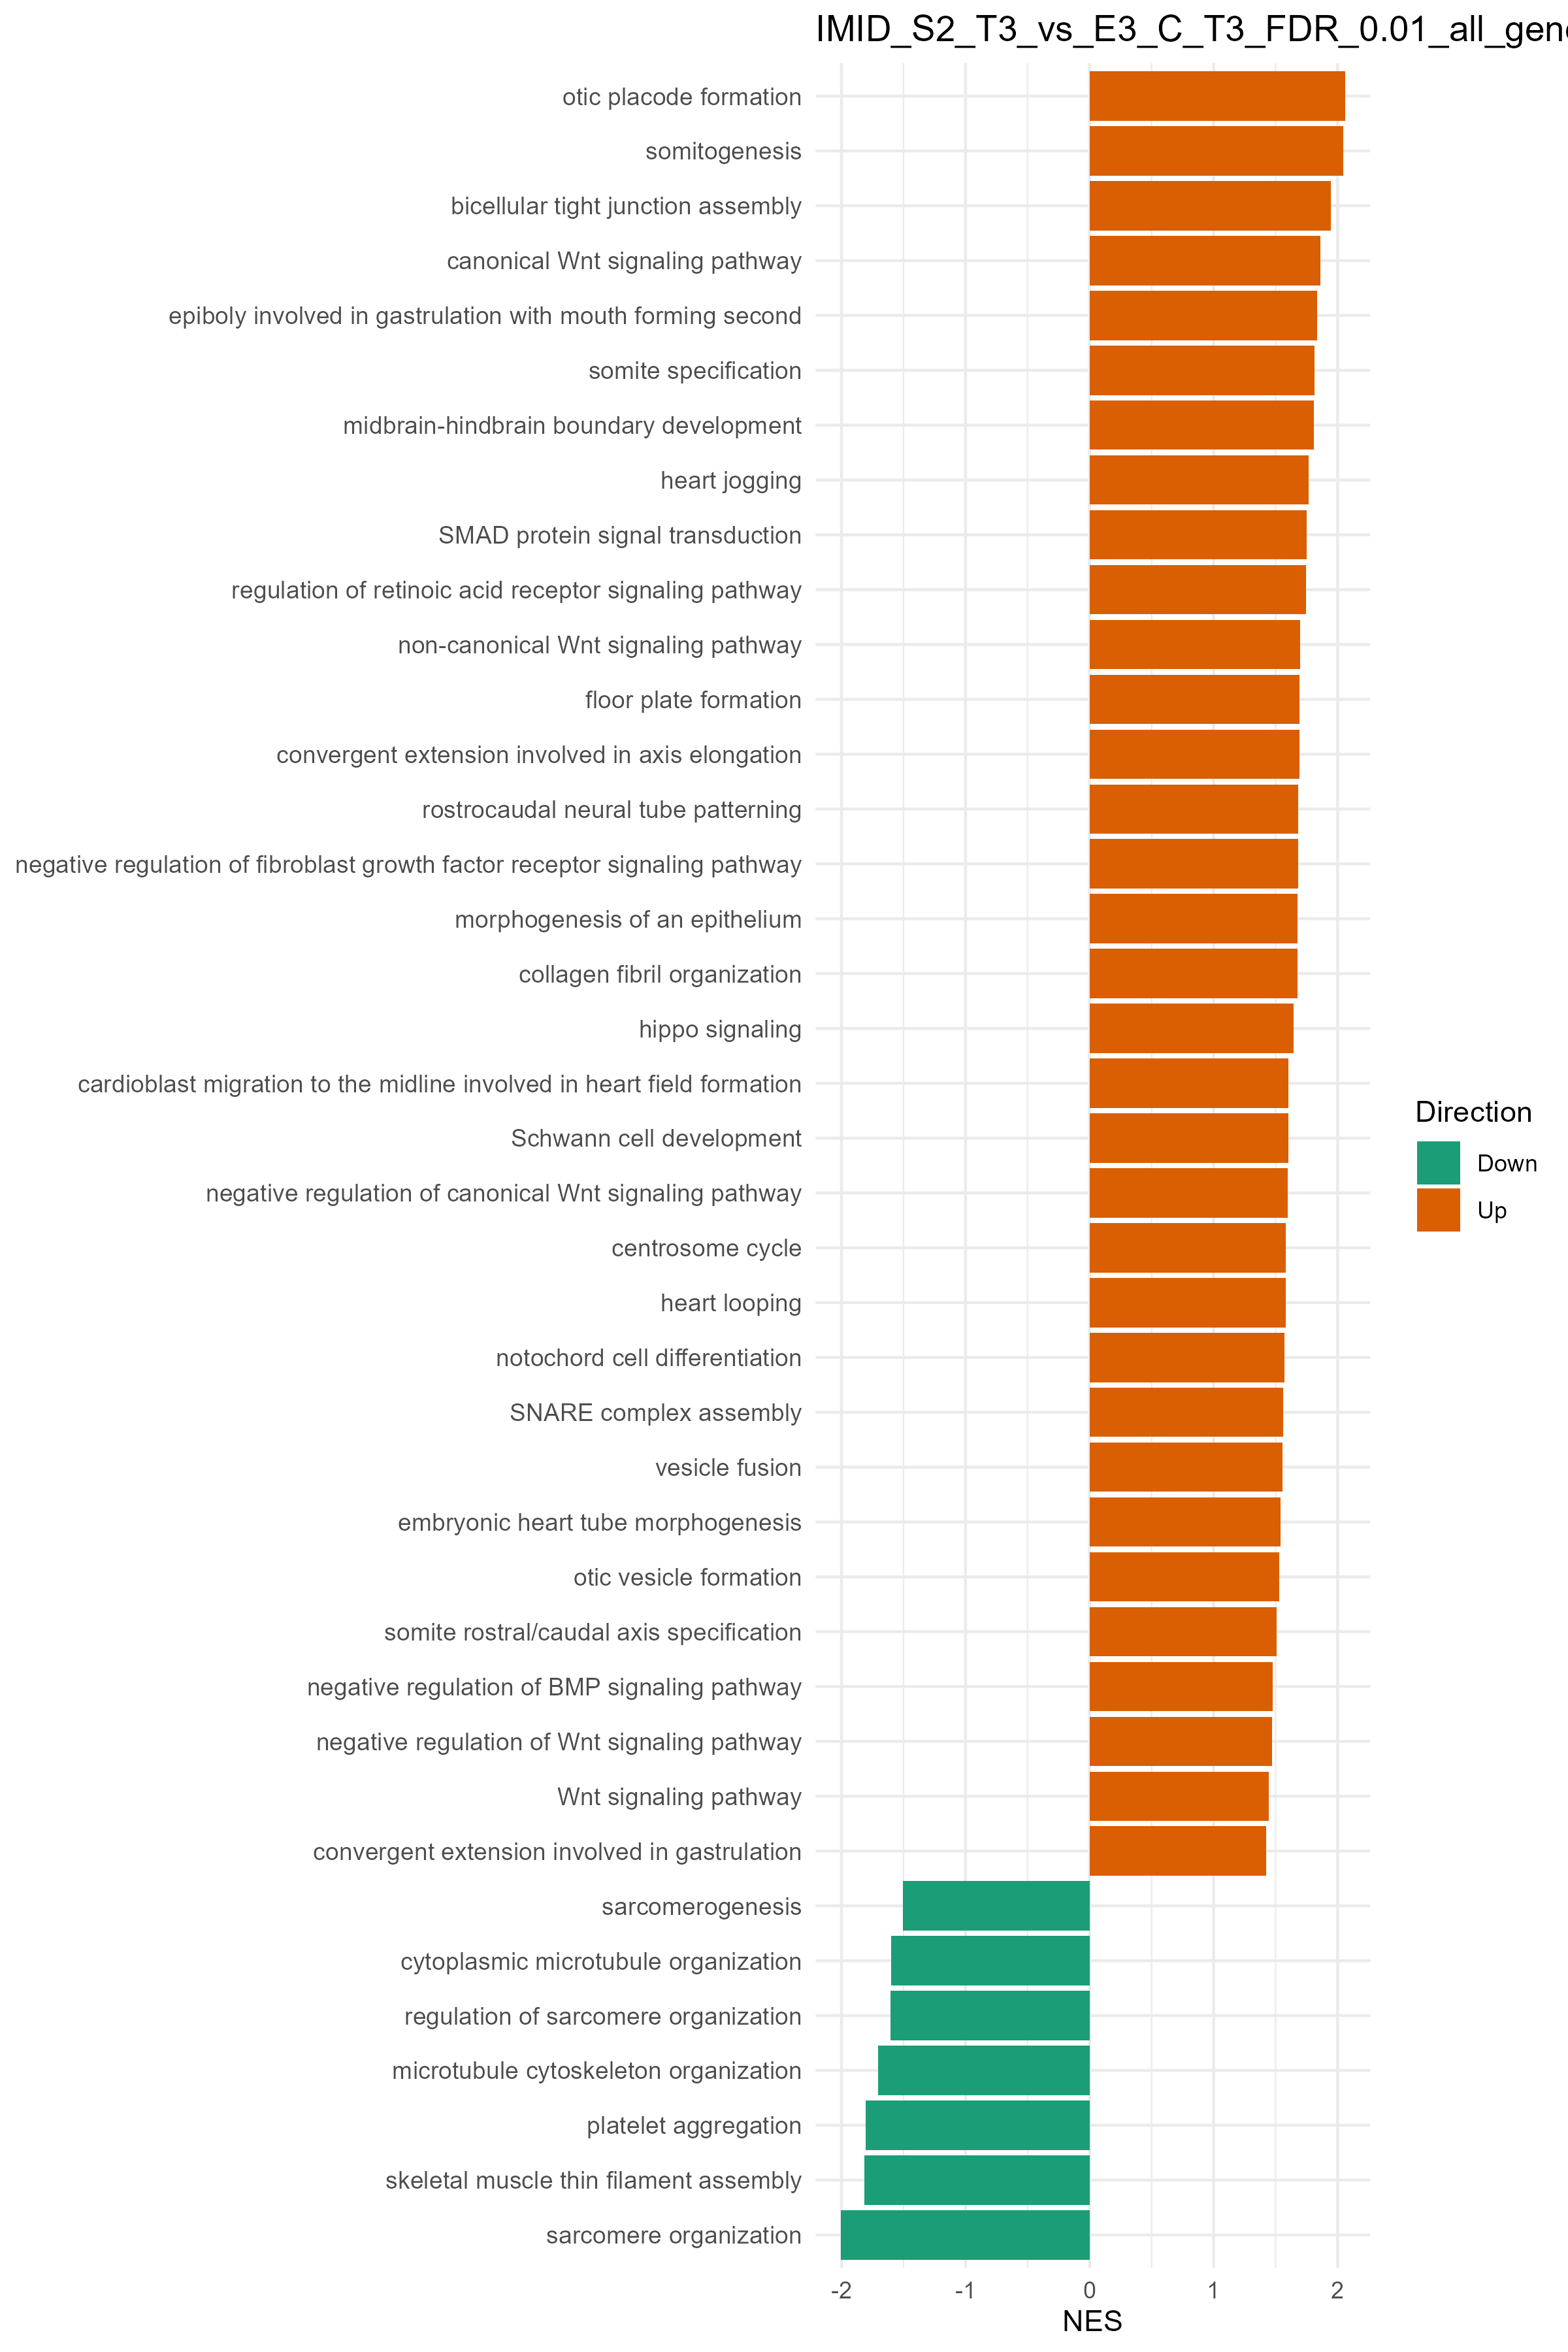 IMID_S2_T3_vs_E3_C_T3_FDR_0.01_all_gen
otic placode formation
somitogenesis
bicellular tight junction assembly
canonical Wnt signaling pathway
epiboly involved in gastrulation with mouth forming second
somite specification
midbrain-hindbrain boundary development
heart jogging
SMAD protein signal transduction
regulation of retinoic acid receptor signaling pathway
non-canonical Wnt signaling pathway
floor plate formation
convergent extension involved in axis elongation
rostrocaudal neural tube patterning
negative regulation of fibroblast growth factor receptor signaling pathway
morphogenesis of an epithelium
collagen fibril organization
hippo signaling
cardioblast migration to the midline involved in heart field formation
Schwann cell development
negative regulation of canonical Wnt signaling pathway
centrosome cycle
heart looping
notochord cell differentiation
SNARE complex assembly
vesicle fusion
embryonic heart tube morphogenesis
otic vesicle formation
somite rostral/caudal axis specification
negative regulation of BMP signaling pathway
negative regulation of Wnt signaling pathway
Wnt signaling pathway
convergent extension involved in gastrulation
sarcomerogenesis
cytoplasmic microtubule organization
regulation of sarcomere organization
microtubule cytoskeleton organization
platelet aggregation
skeletal muscle thin filament assembly
sarcomere organization
-2 -1 0 1 2
NES
Direction
Down
Up